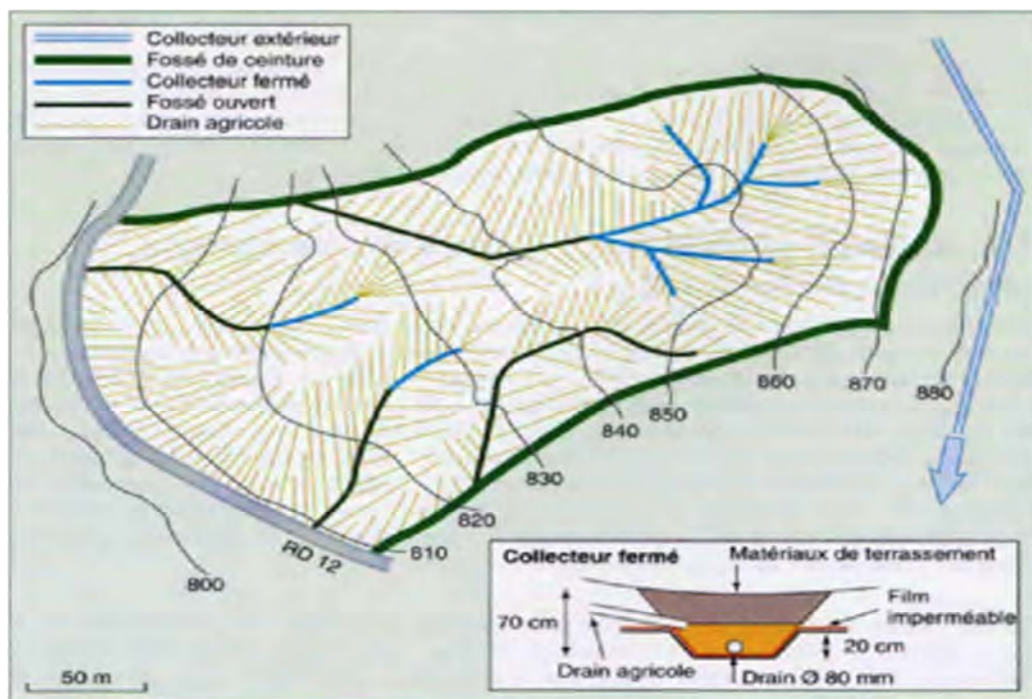 Collecteur extérieur
Fossé de ceinture
Collecteur fermé
Fossé ouvert
Drain agricole
860
870
880
850
840
830
820
810
RD 12
800
Collecteur fermé
Matériaux de terrassement
Film
imperméable
70 cm
20 cm
Drain agricole
Drain Ø 80 mm
50 m